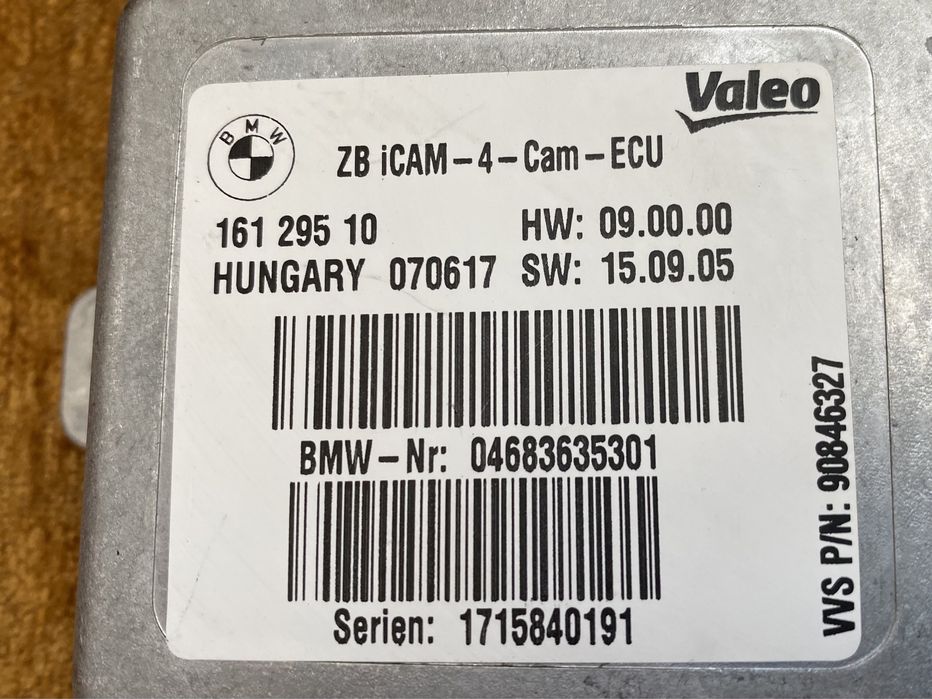 Valeo
BMW
ZB iCAM-4-Cam-ECU
161 295 10 HW: 09.00.00
HUNGARY 070617 SW: 15.09.05
BMW-Nr: 04683635301
Serien: 1715840191
VVS P/N: 90846327